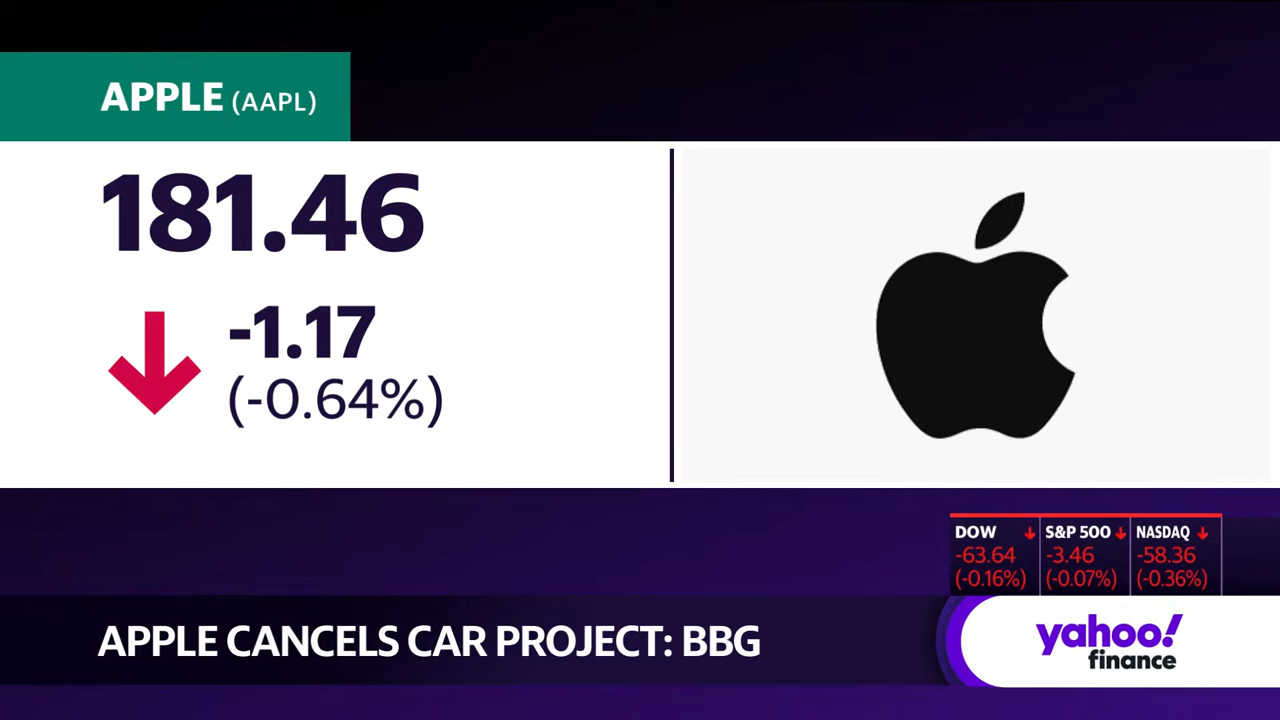 APPLE (AAPL)
181.46
-1.17
(-0.64%)
DOW
-63.64
(-0.16%)
S&P 500
-3.46
(-0.07%)
NASDAQ
-58.36
(-0.36%)
APPLE CANCELS CAR PROJECT: BBG
yahoo!
finance